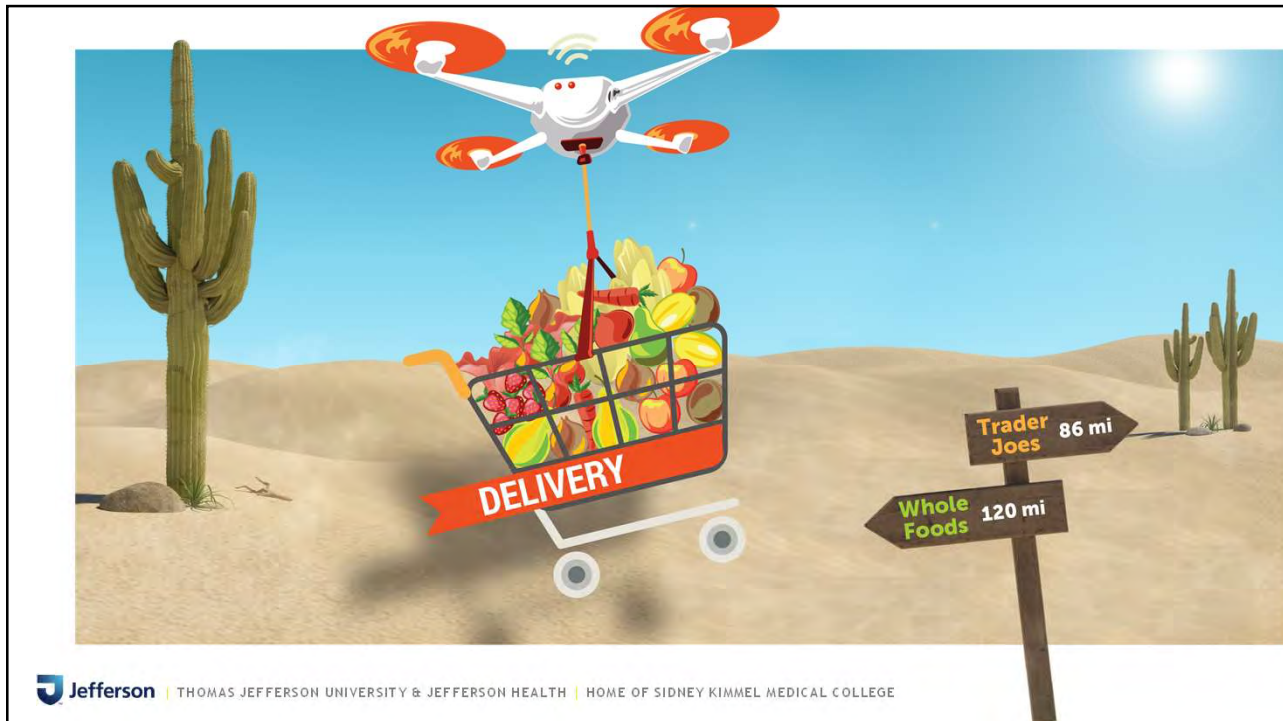 DELIVERY
Trader
Joes 86 mi
Whole
Foods 120 mi
Jefferson | THOMAS JEFFERSON UNIVERSITY & JEFFERSON HEALTH | HOME OF SIDNEY KIMMEL MEDICAL COLLEGE